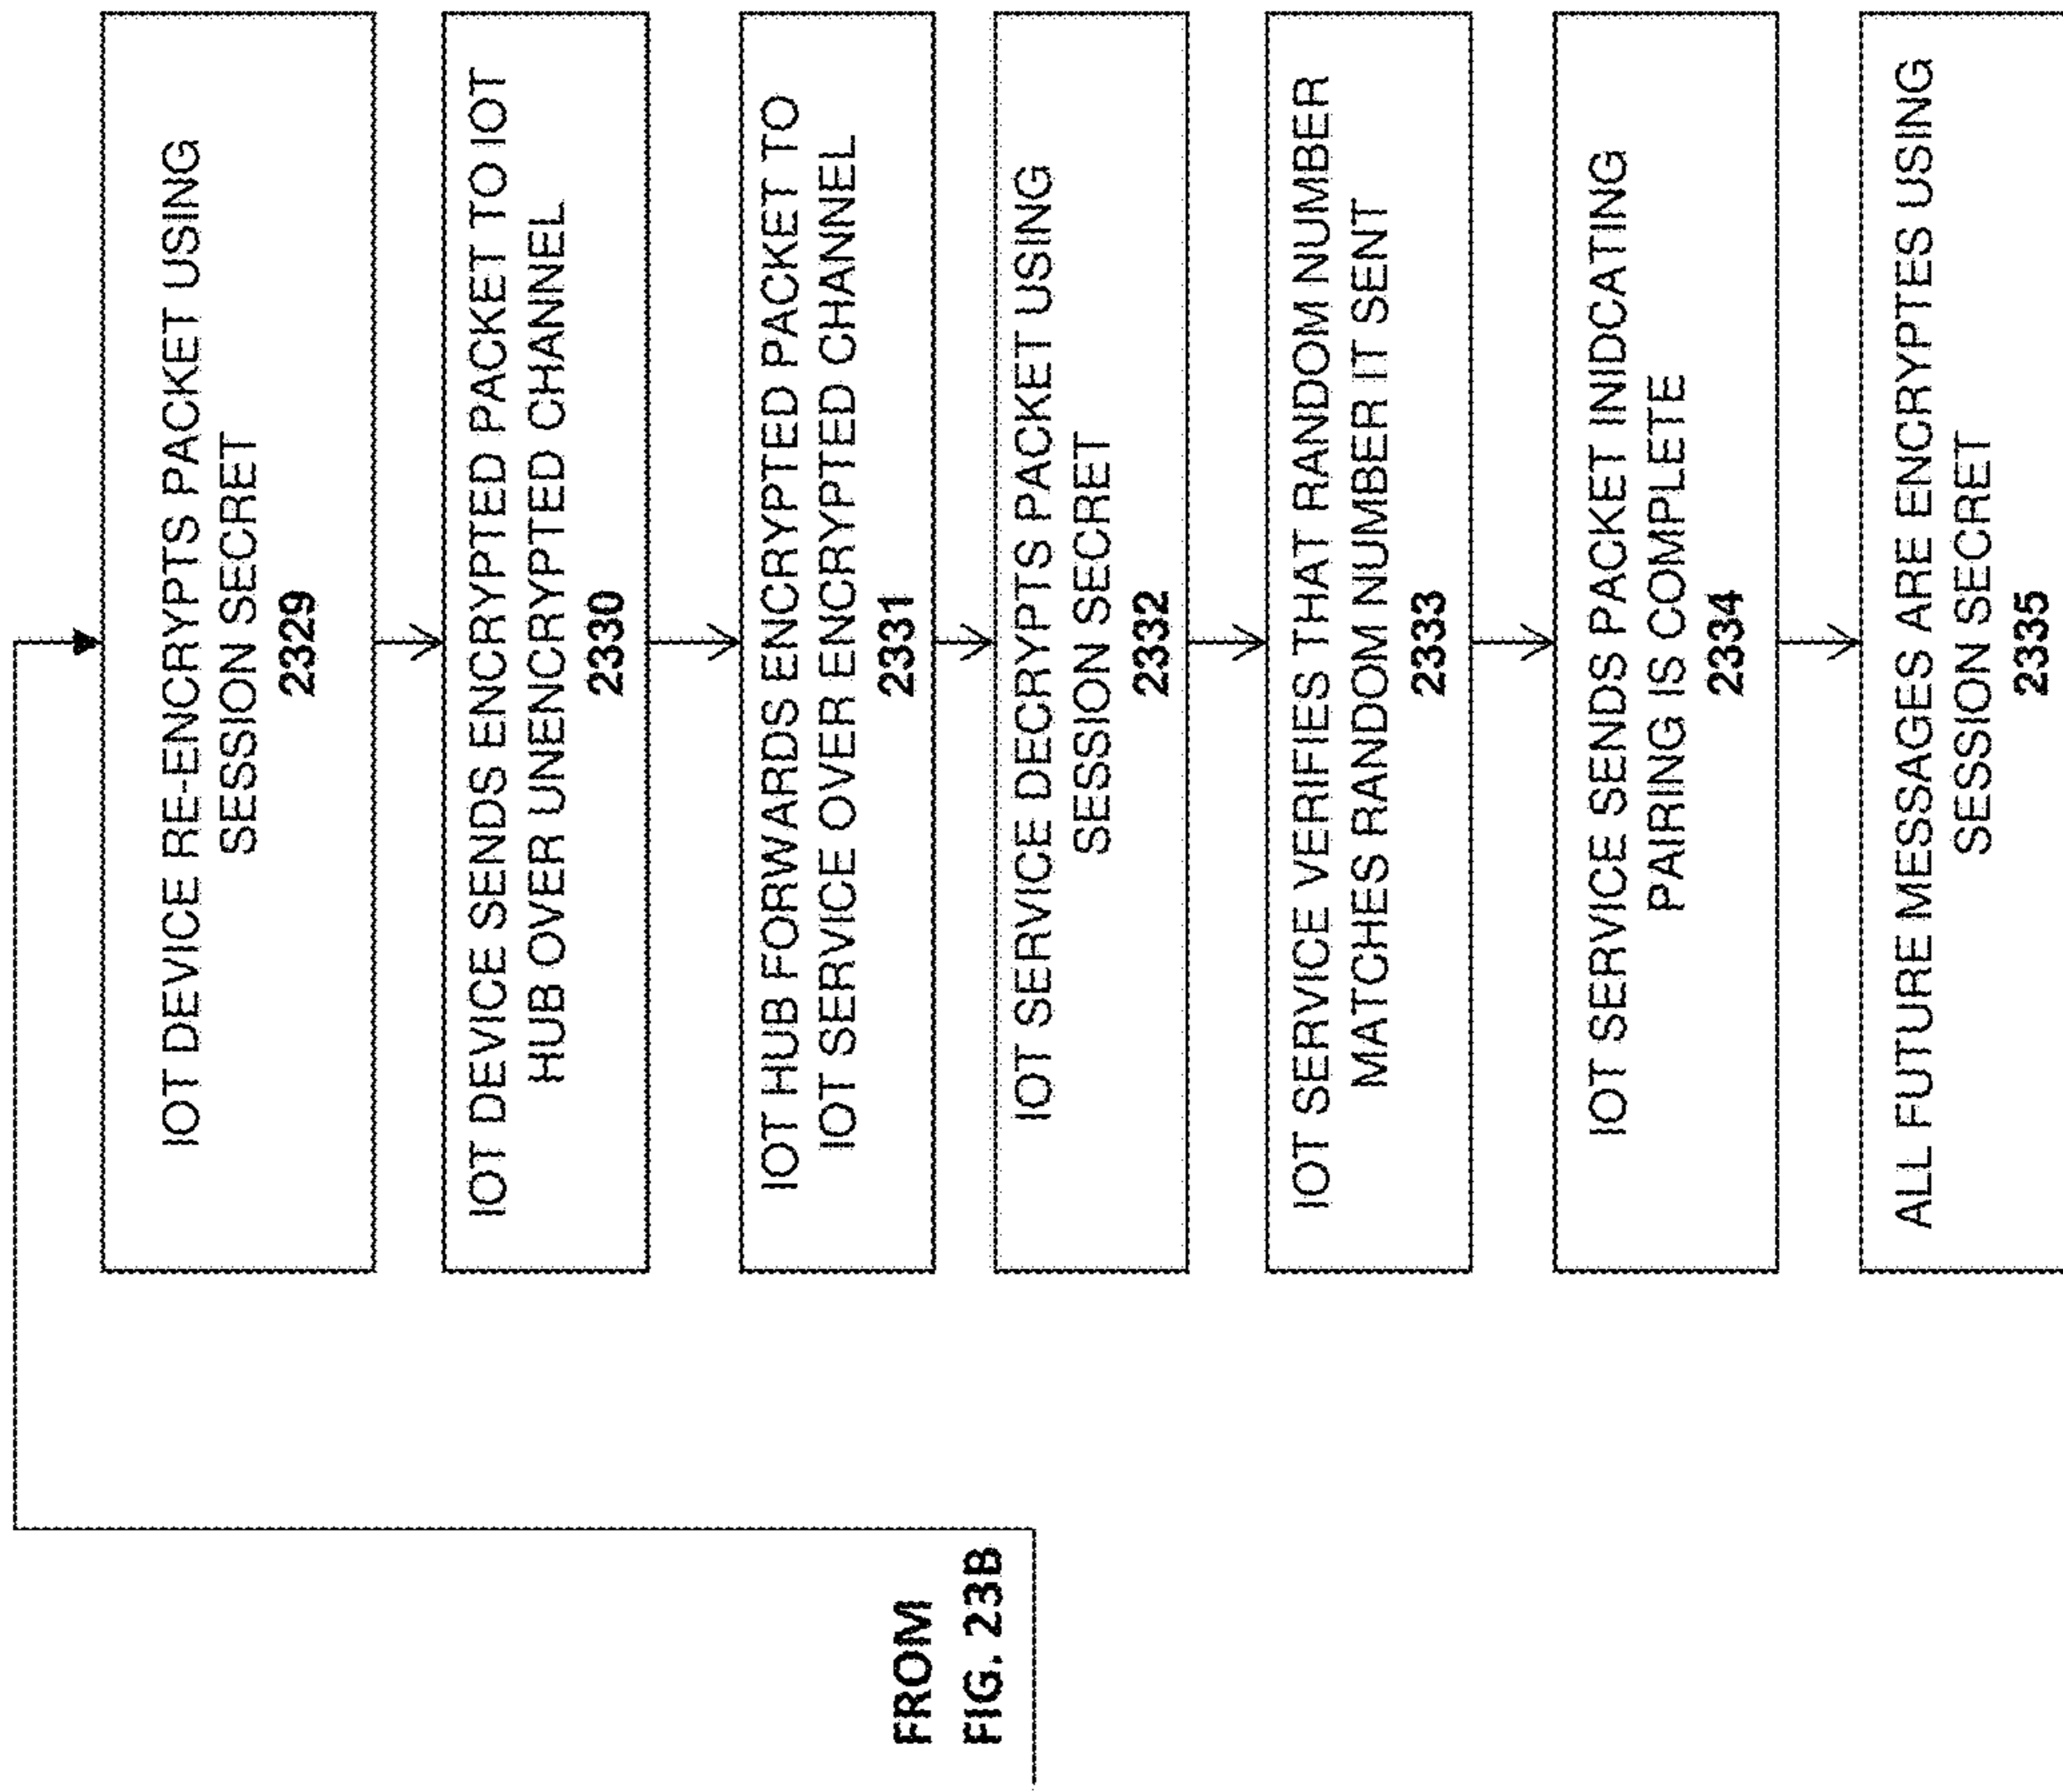 FROM
FIG. 23B
IOT DEVICE RE-ENCRYPTS PACKET USING
SESSION SECRET
2329
IOT DEVICE SENDS ENCRYPTED PACKET TO IOT
HUB OVER UNENCRYPTED CHANNEL
2330
IOT HUB FORWARDS ENCRYPTED PACKET TO
IOT SERVICE OVER ENCRYPTED CHANNEL
2331
IOT SERVICE DECRYPTS PACKET USING
SESSION SECRET
2332
IOT SERVICE VERIFIES THAT RANDOM NUMBER
MATCHES RANDOM NUMBER IT SENT
2333
IOT SERVICE SENDS PACKET INIDCATING
PAIRING IS COMPLETE
2334
ALL FUTURE MESSAGES ARE ENCRYPTES USING
SESSION SECRET
2335